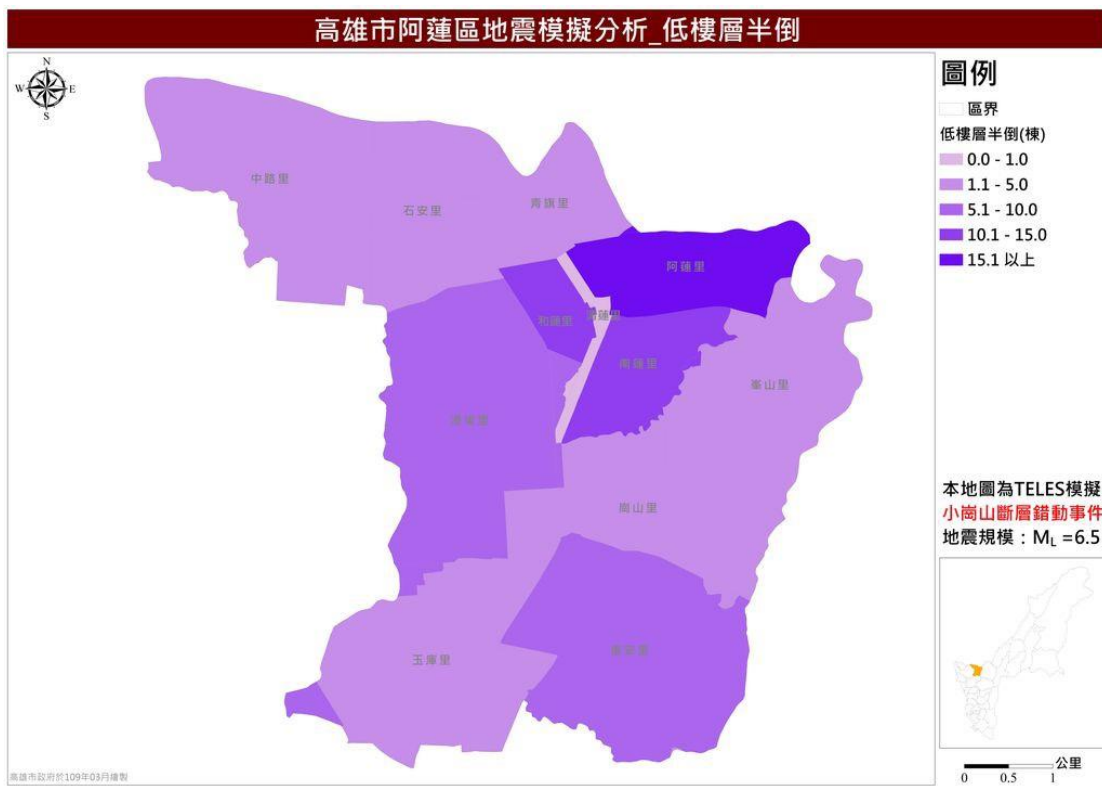 高雄市阿蓮區地震模擬分析_低樓層半倒
N
W
E
S
圖例
區界
低樓層半倒(棟)
0.0 - 1.0
1.1 - 5.0
5.1 - 10.0
10.1 - 15.0
15.1 以上
中路里
石安里
青旗里
阿蓮里
和蓮里
南蓮里
峯山里
崗山里
玉庫里
本地圖為TELES模擬
小崗山斷層錯動事件
地震規模：ML =6.5
公里
0 0.5 1
高雄市政府於109年03月繪製